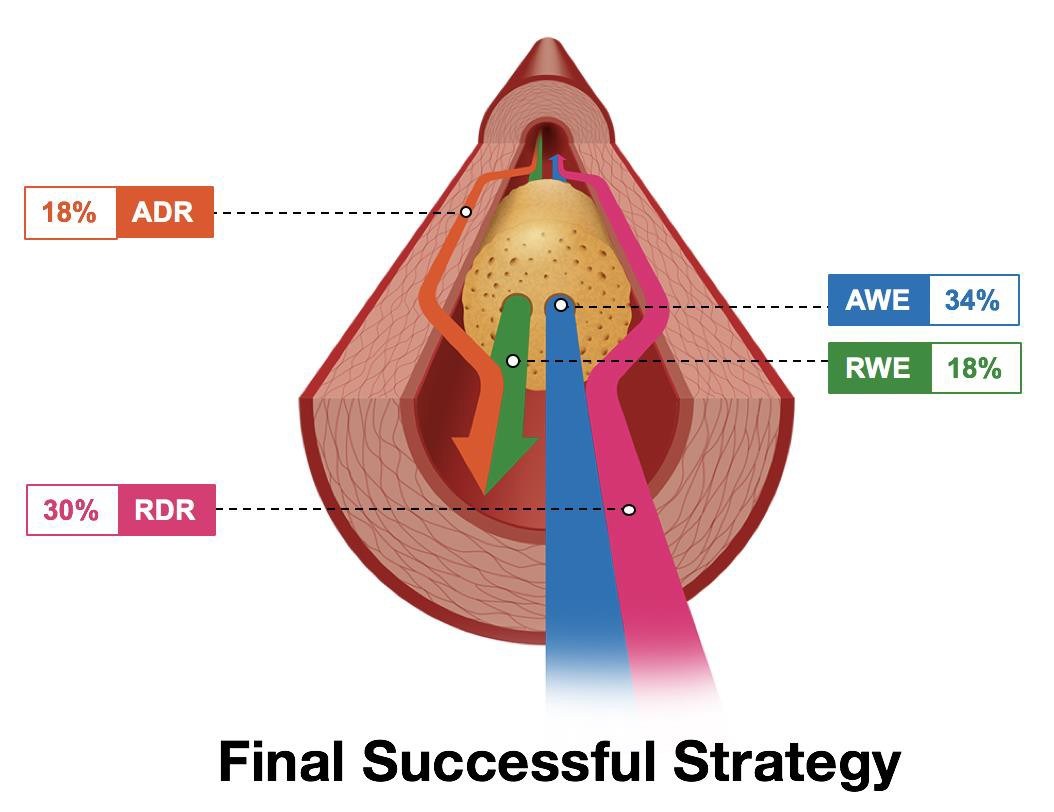 18% ADR
AWE 34%
RWE 18%
30% RDR
Final Successful Strategy